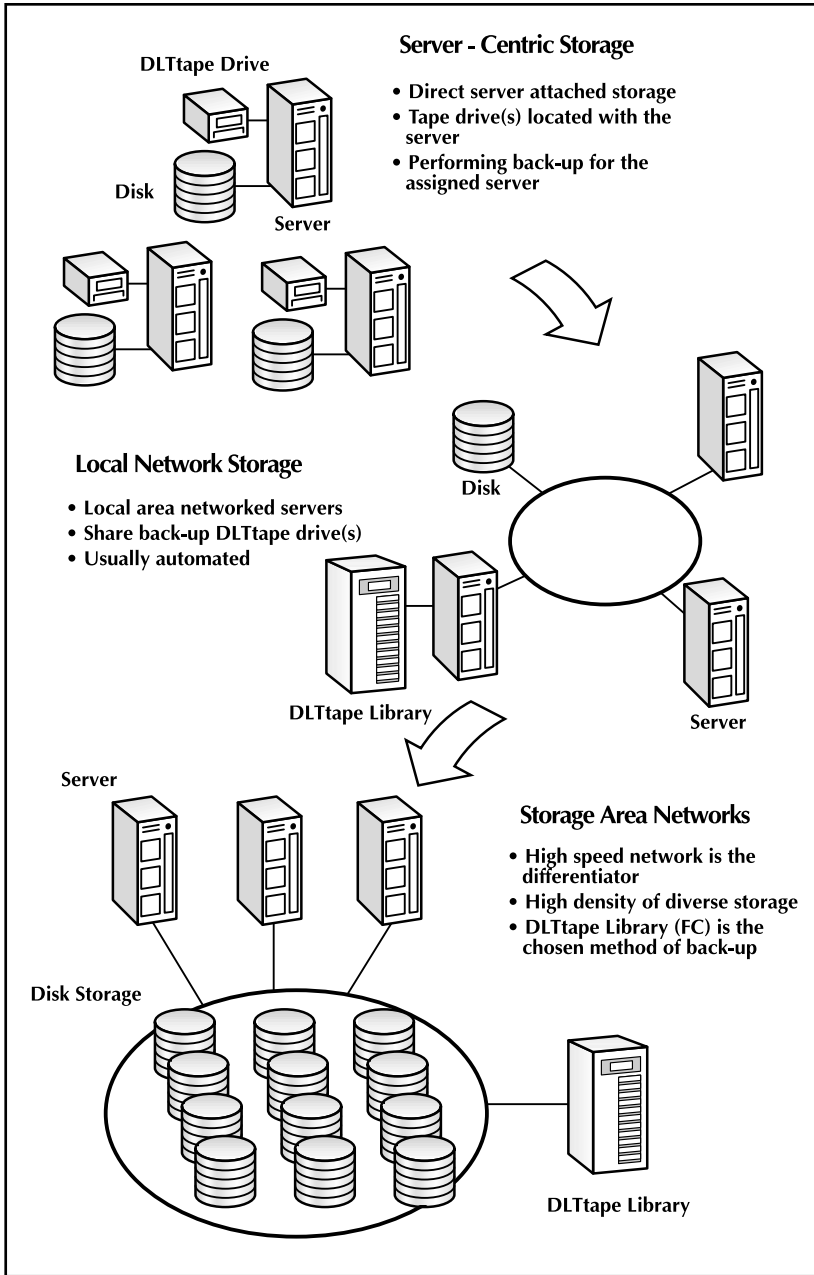 Server - Centric Storage
DLTtape Drive
• Direct server attached storage
• Tape drive(s) located with the
server
• Performing back-up for the
assigned server
Disk
Server
Local Network Storage
• Local area networked servers
• Share back-up DLTtape drive(s)
• Usually automated
Disk
DLTtape Library
Server
Server
Storage Area Networks
• High speed network is the
differentiator
• High density of diverse storage
• DLTtape Library (FC) is the
chosen method of back-up
Disk Storage
DLTtape Library